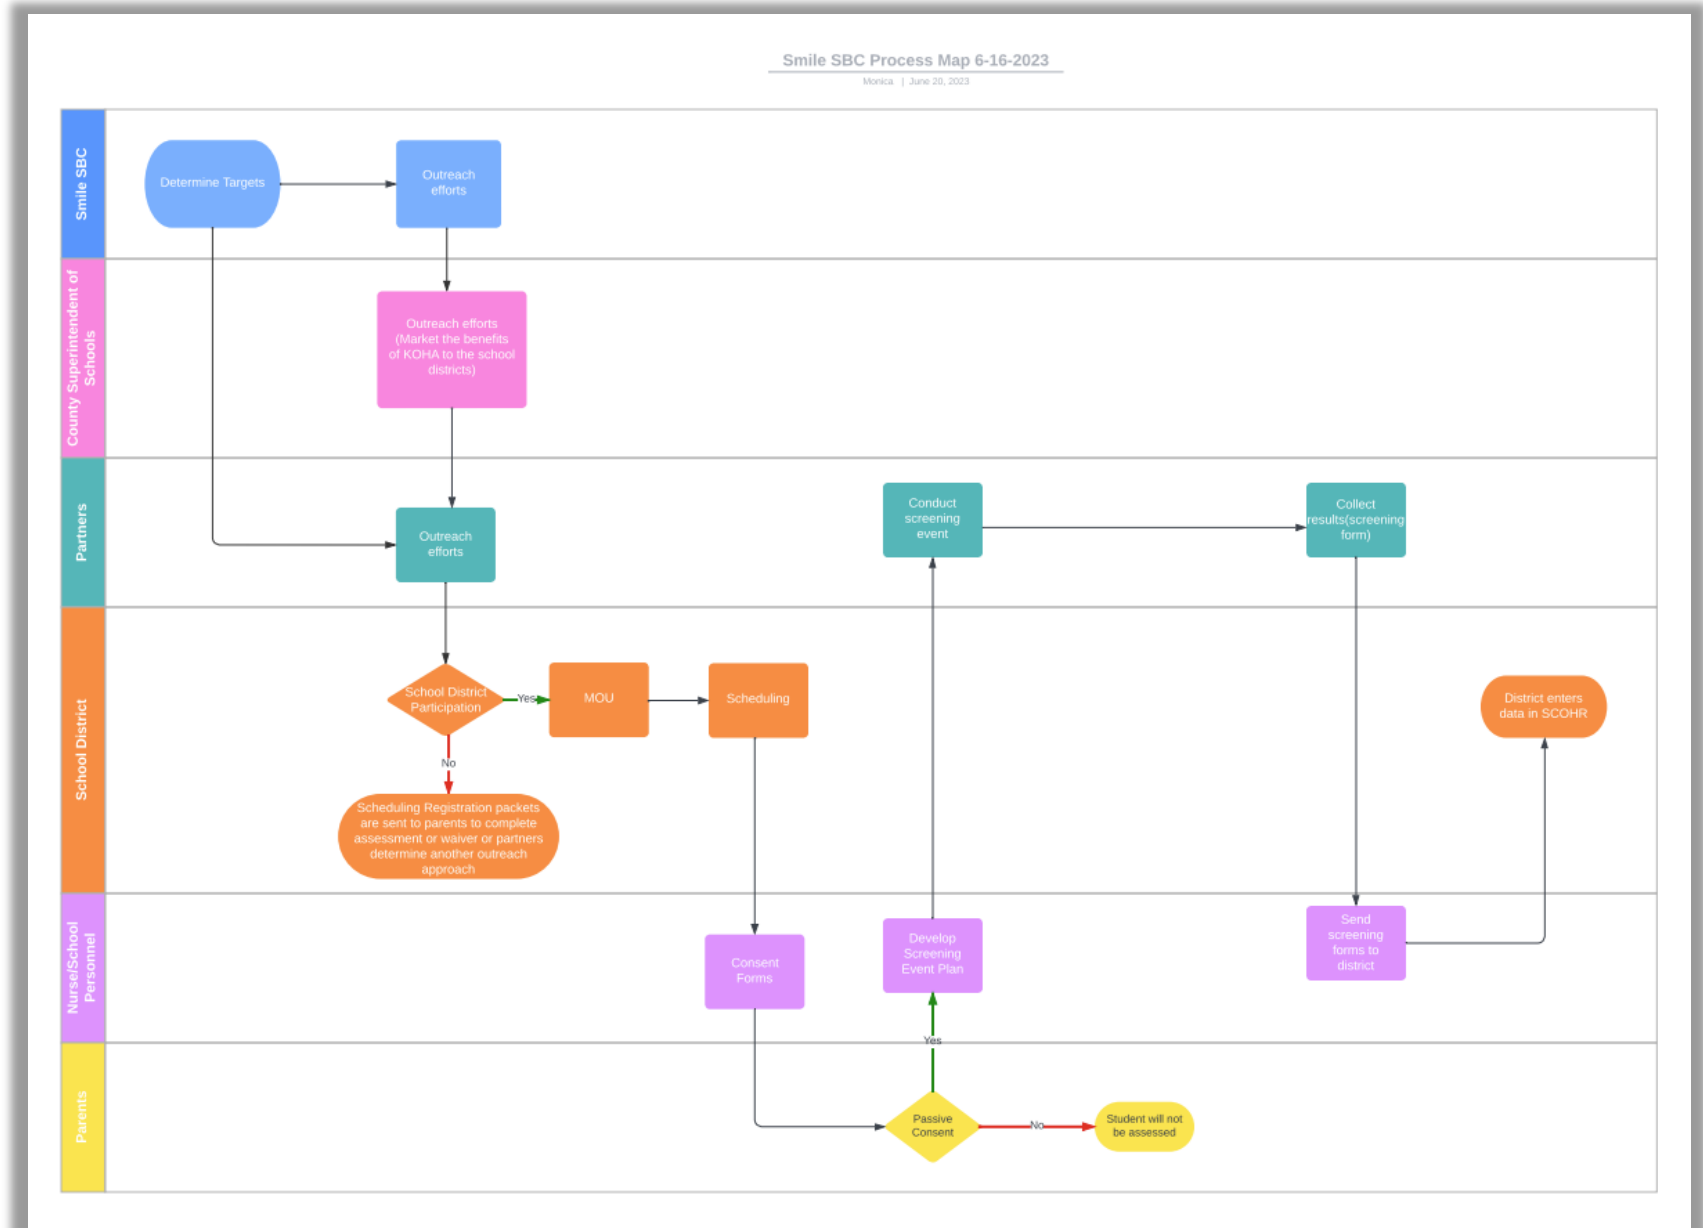 Smile SBC Process Map 6-16-2023
Monica | June 20, 2023
Smile SBC
Determine Targets
Outreach
efforts
County Superintendent of
Schools
Outreach efforts
(Market the benefits
of KOHA to the school
districts)
Partners
Outreach
efforts
Conduct
screening
event
Collect
results(screening
form)
School District
School District
Participation
Yes
MOU
Scheduling
No
Scheduling Registration packets
are sent to parents to complete
assessment or waiver or partners
determine another outreach
approach
District enters
data in SCOHR
Nurse/School
Personnel
Consent
Forms
Develop
Screening
Event Plan
Send
screening
forms to
district
Yes
Parents
Passive
Consent
No
Student will not
be assessed